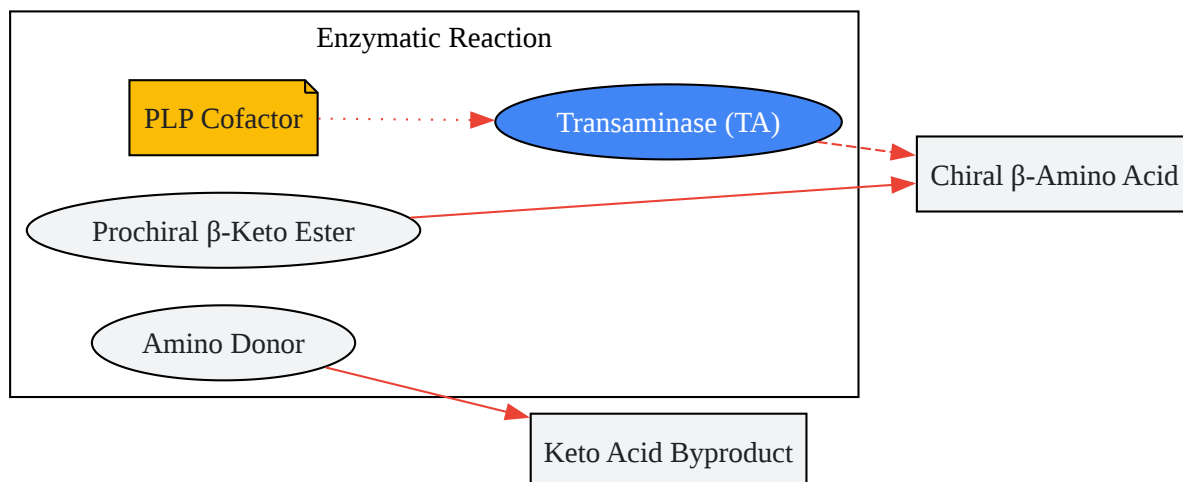 Enzymatic Reaction
PLP Cofactor
Transaminase (TA)
Chiral β-Amino Acid
Prochiral β-Keto Ester
Amino Donor
Keto Acid Byproduct